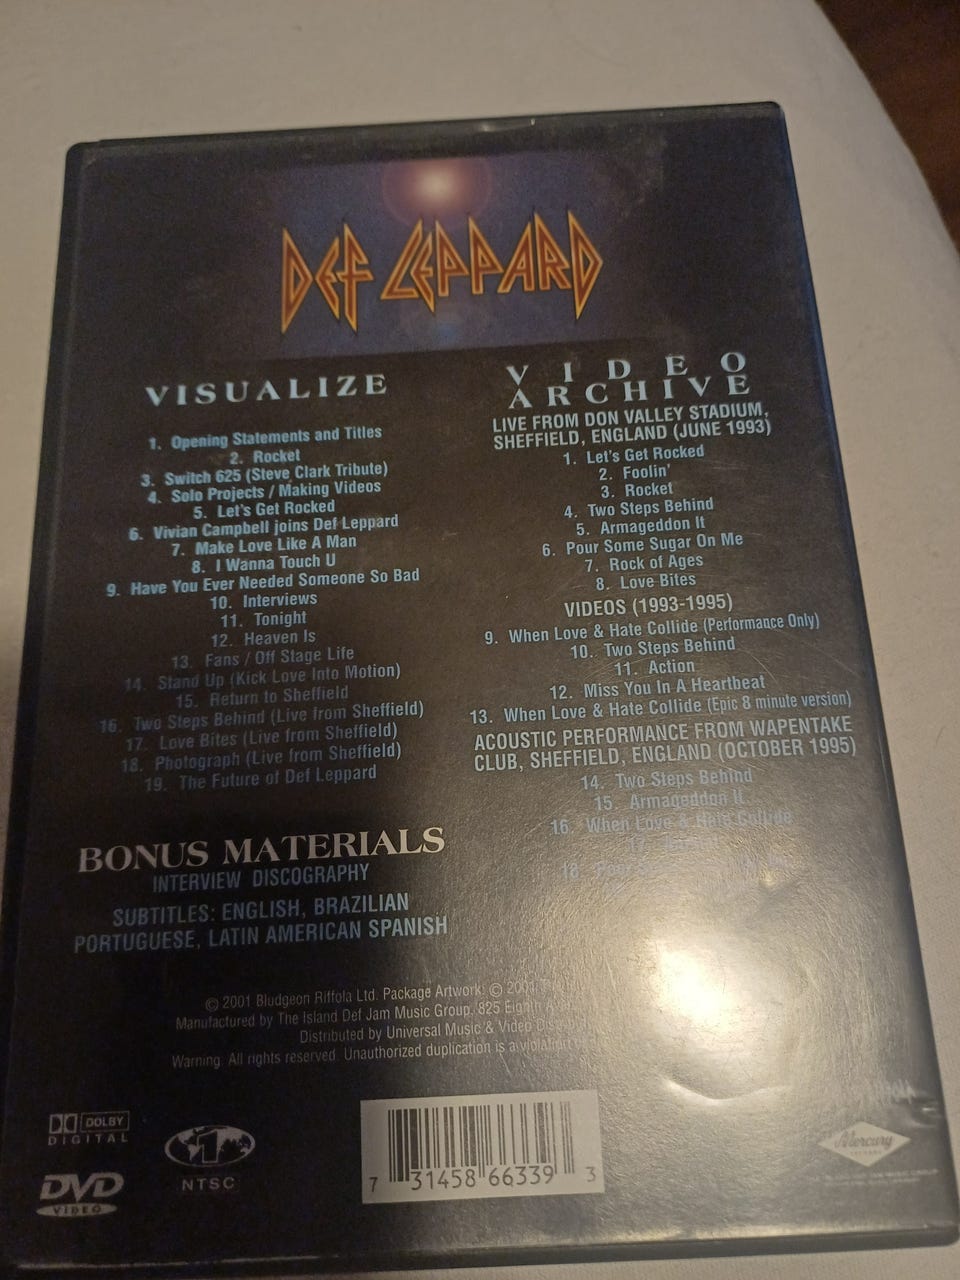 DEF LEPPARD
VISUALIZE
1. Opening Statements and Titles
2. Rocket
3. Switch 625 (Steve Clark Tribute)
4. Solo Projects / Making Videos
5. Let's Get Rocked
6. Vivian Campbell joins Def Leppard
7. Make Love Like A Man
8. I Wanna Touch U
9. Have You Ever Needed Someone So Bad
10. Interviews
11. Tonight
12. Heaven Is
13. Fans / Off Stage Life
14. Stand Up (Kick Love Into Motion)
15. Return to Sheffield
16. Two Steps Behind (Live from Sheffield)
17. Love Bites (Live from Sheffield)
18. Photograph (Live from Sheffield)
19. The Future of Def Leppard
BONUS MATERIALS
INTERVIEW DISCOGRAPHY
SUBTITLES: ENGLISH, BRAZILIAN
PORTUGUESE, LATIN AMERICAN SPANISH
VIDEO
ARCHIVE
LIVE FROM DON VALLEY STADIUM,
SHEFFIELD, ENGLAND (JUNE 1993)
1. Let's Get Rocked
2. Foolin'
3. Rocket
4. Two Steps Behind
5. Armageddon It
6. Pour Some Sugar On Me
7. Rock of Ages
8. Love Bites
VIDEOS (1993-1995)
9. When Love & Hate Collide (Performance Only)
10. Two Steps Behind
11. Action
12. Miss You In A Heartbeat
13. When Love & Hate Collide (Epic 8 minute version)
ACOUSTIC PERFORMANCE FROM WAPENTAKE
CLUB, SHEFFIELD, ENGLAND (OCTOBER 1995)
14. Two Steps Behind
15. Armageddon It
16. When Love & Hate Collide
17.
18. Pour
© 2001 Bludgeon Riffola Ltd. Package Artwork: © 2001
Manufactured by The Island Def Jam Music Group, 825 Eighth
Distributed by Universal Music & Video
Warning. All rights reserved. Unauthorized duplication is a violation
DOLBY
DIGITAL
DVD
VIDEO
1
NTSC
7 31458 66339 3
Mercury